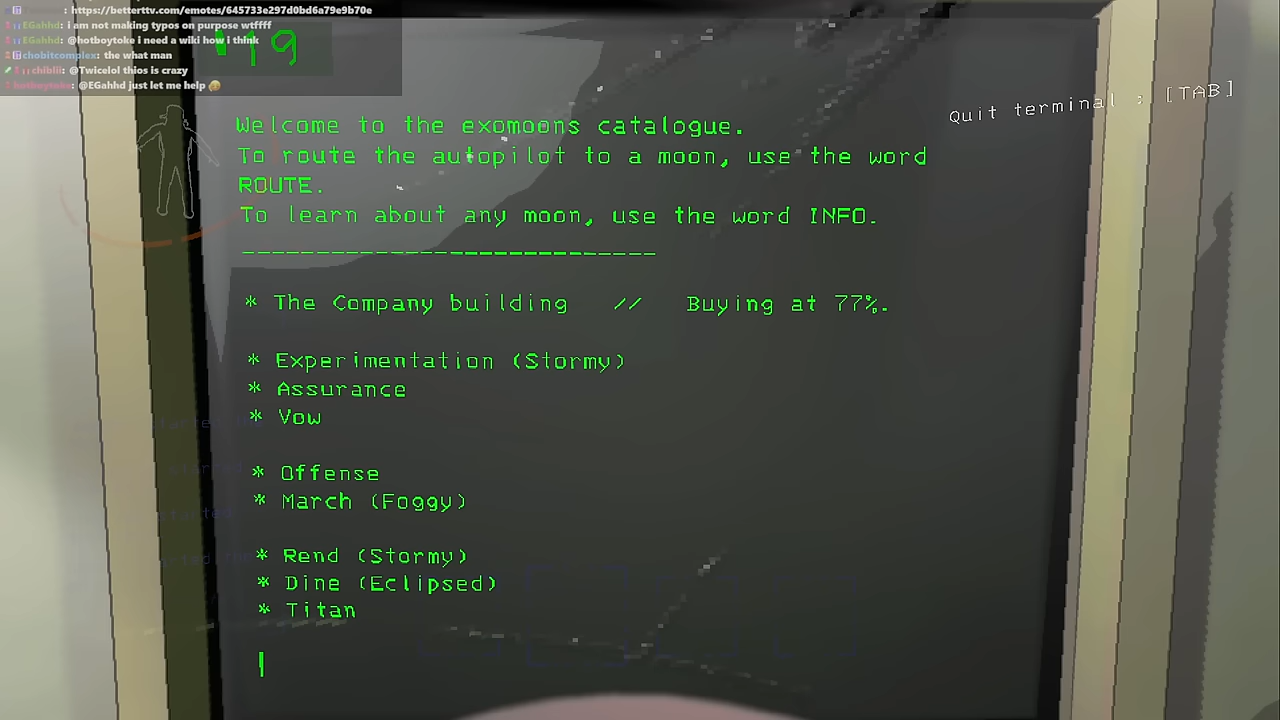 : https://betterttv.com/emotes/645733e297d0bd6a79e9b70e
EGahhd: i am not making typos on purpose wtffff
EGahhd: @hotboytoke i need a wiki how i think
chobitcomplex: the what man
chiblii: @Twicelol thios is crazy
hotboytoke: @EGahhd just let me help
19
Quit terminal : [TAB]
Welcome to the exomoons catalogue.
To route the autopilot to a moon, use the word
ROUTE.
To learn about any moon, use the word INFO.
----------------------------
* The Company building // Buying at 77%.
* Experimentation (Stormy)
* Assurance
* Vow
* Offense
* March (Foggy)
* Rend (Stormy)
* Dine (Eclipsed)
* Titan